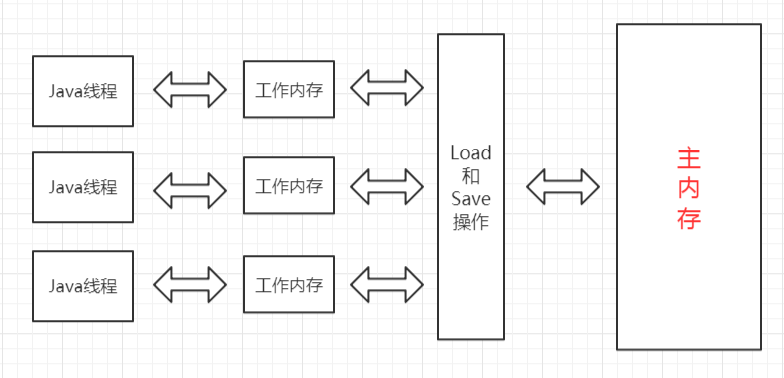 Java线程
工作内存
Java线程
工作内存
Java线程
工作内存
Load
和
Save
操作
主
内
存